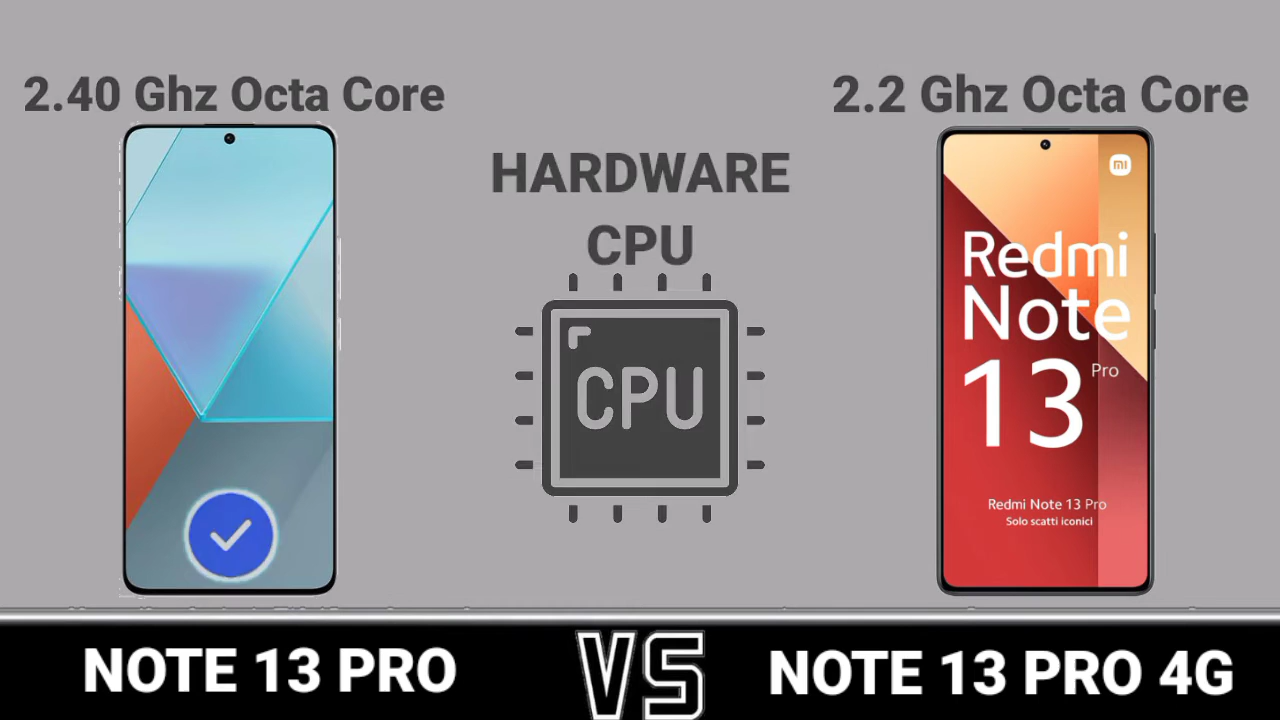 2.40 Ghz Octa Core
2.2 Ghz Octa Core
HARDWARE
CPU
CPU
mi
Redmi
Note
13 Pro
Redmi Note 13 Pro
Solo scatti iconici
NOTE 13 PRO
VS
NOTE 13 PRO 4G